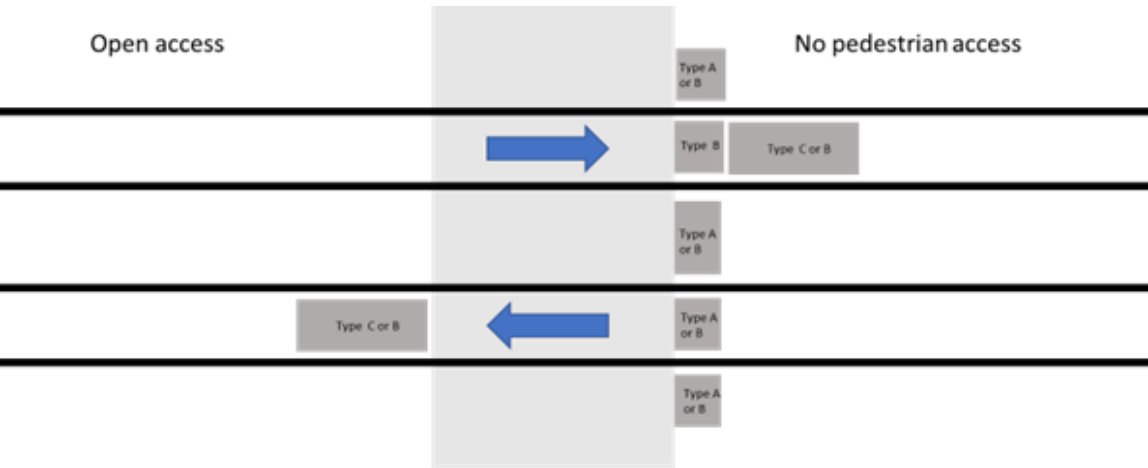 Open access
No pedestrian access
Type A
or B
Type B
Type C or B
Type A
or B
Type C or B
Type A
or B
Type A
or B